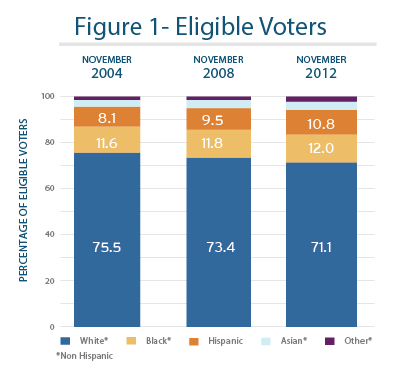 Figure 1- Eligible Voters
NOVEMBER NOVEMBER NOVEMBER
2004 2008 2012
PERCENTAGE OF ELIGIBLE VOTERS
100
80
60
40
20
0
8.1 9.5 10.8
11.6 11.8 12.0
75.5 73.4 71.1
White* Black* Hispanic Asian* Other*
*Non Hispanic